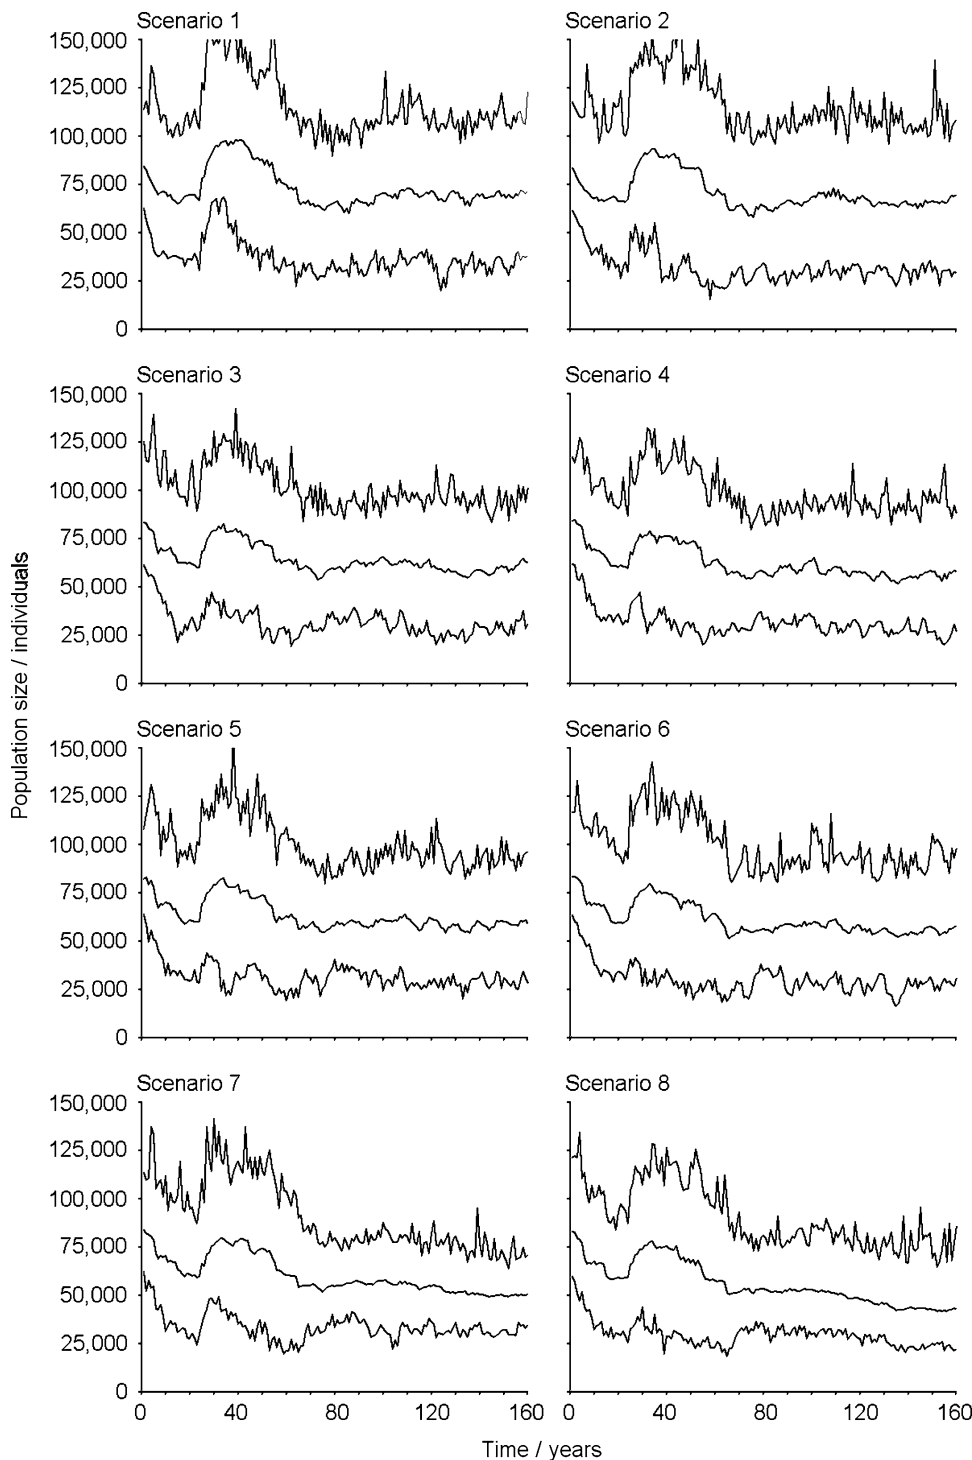 Scenario 1
Scenario 2
150,000
125,000
100,000
75,000
50,000
25,000
0
Scenario 3
Scenario 4
150,000
125,000
100,000
75,000
50,000
25,000
0
Population size / individuals
Scenario 5
Scenario 6
150,000
125,000
100,000
75,000
50,000
25,000
0
Scenario 7
Scenario 8
150,000
125,000
100,000
75,000
50,000
25,000
0
0 40 80 120 160 0 40 80 120 160
Time / years